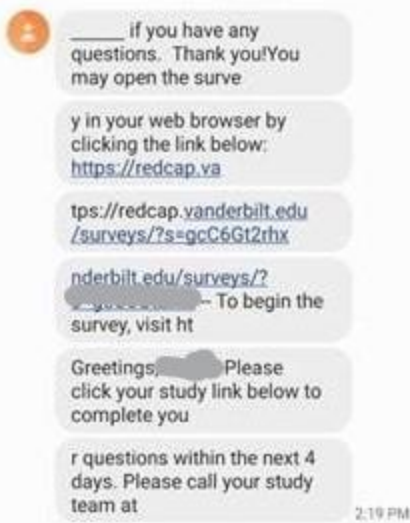 ______ if you have any
questions. Thank you!You
may open the surve
y in your web browser by
clicking the link below:
https://redcap.va
tps://redcap.vanderbilt.edu
/surveys/?s=gcC6Gt2rhx
nderbilt.edu/surveys/?
-- To begin the
survey, visit ht
Greetings, Please
click your study link below to
complete you
r questions within the next 4
days. Please call your study
team at
2:19 PM